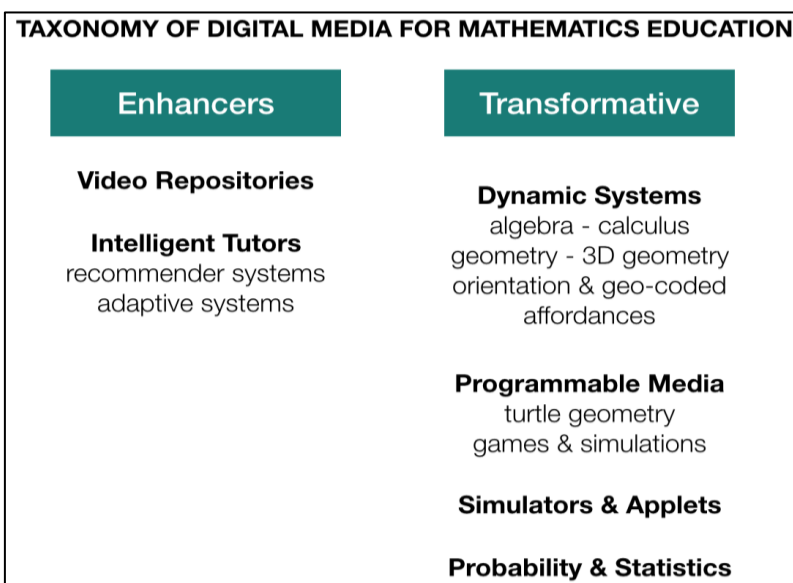 TAXONOMY OF DIGITAL MEDIA FOR MATHEMATICS EDUCATION
Enhancers
Video Repositories
Intelligent Tutors
recommender systems
adaptive systems
Transformative
Dynamic Systems
algebra - calculus
geometry - 3D geometry
orientation & geo-coded
affordances
Programmable Media
turtle geometry
games & simulations
Simulators & Applets
Probability & Statistics